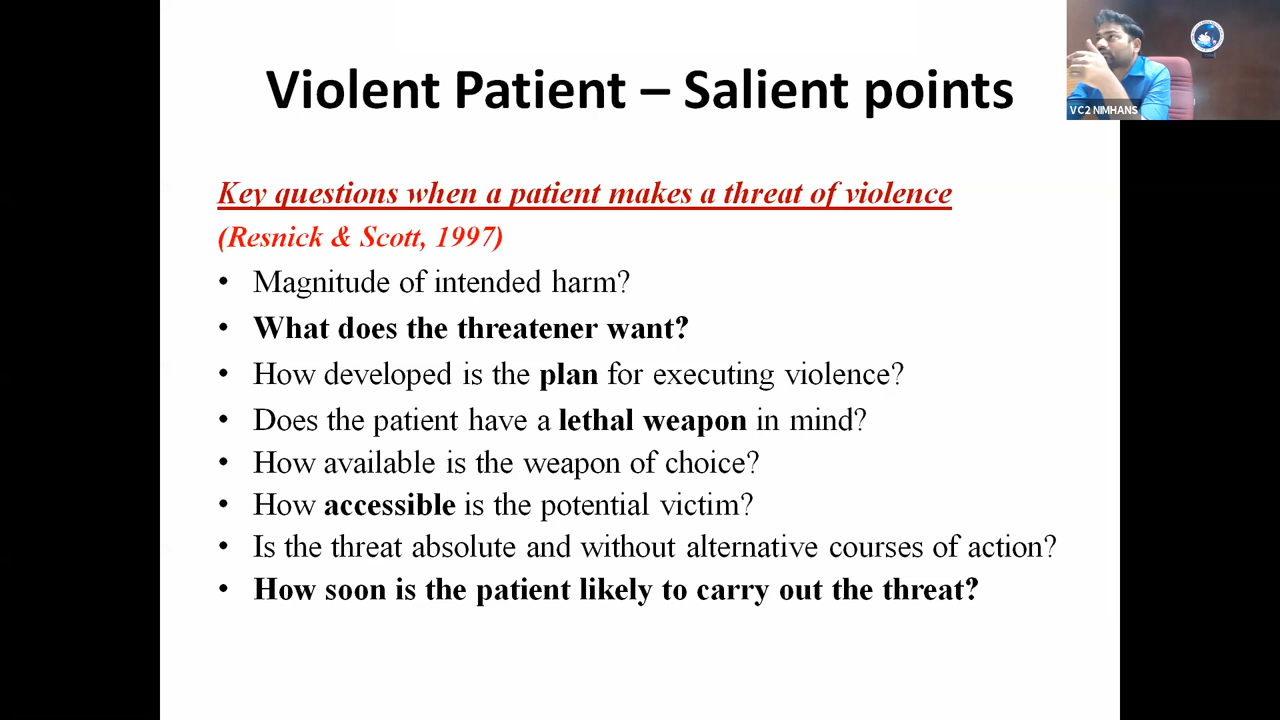 Violent Patient – Salient points
VC2 NIMHANS
Key questions when a patient makes a threat of violence
(Resnick & Scott, 1997)
• Magnitude of intended harm?
• What does the threatener want?
• How developed is the plan for executing violence?
• Does the patient have a lethal weapon in mind?
• How available is the weapon of choice?
• How accessible is the potential victim?
• Is the threat absolute and without alternative courses of action?
• How soon is the patient likely to carry out the threat?